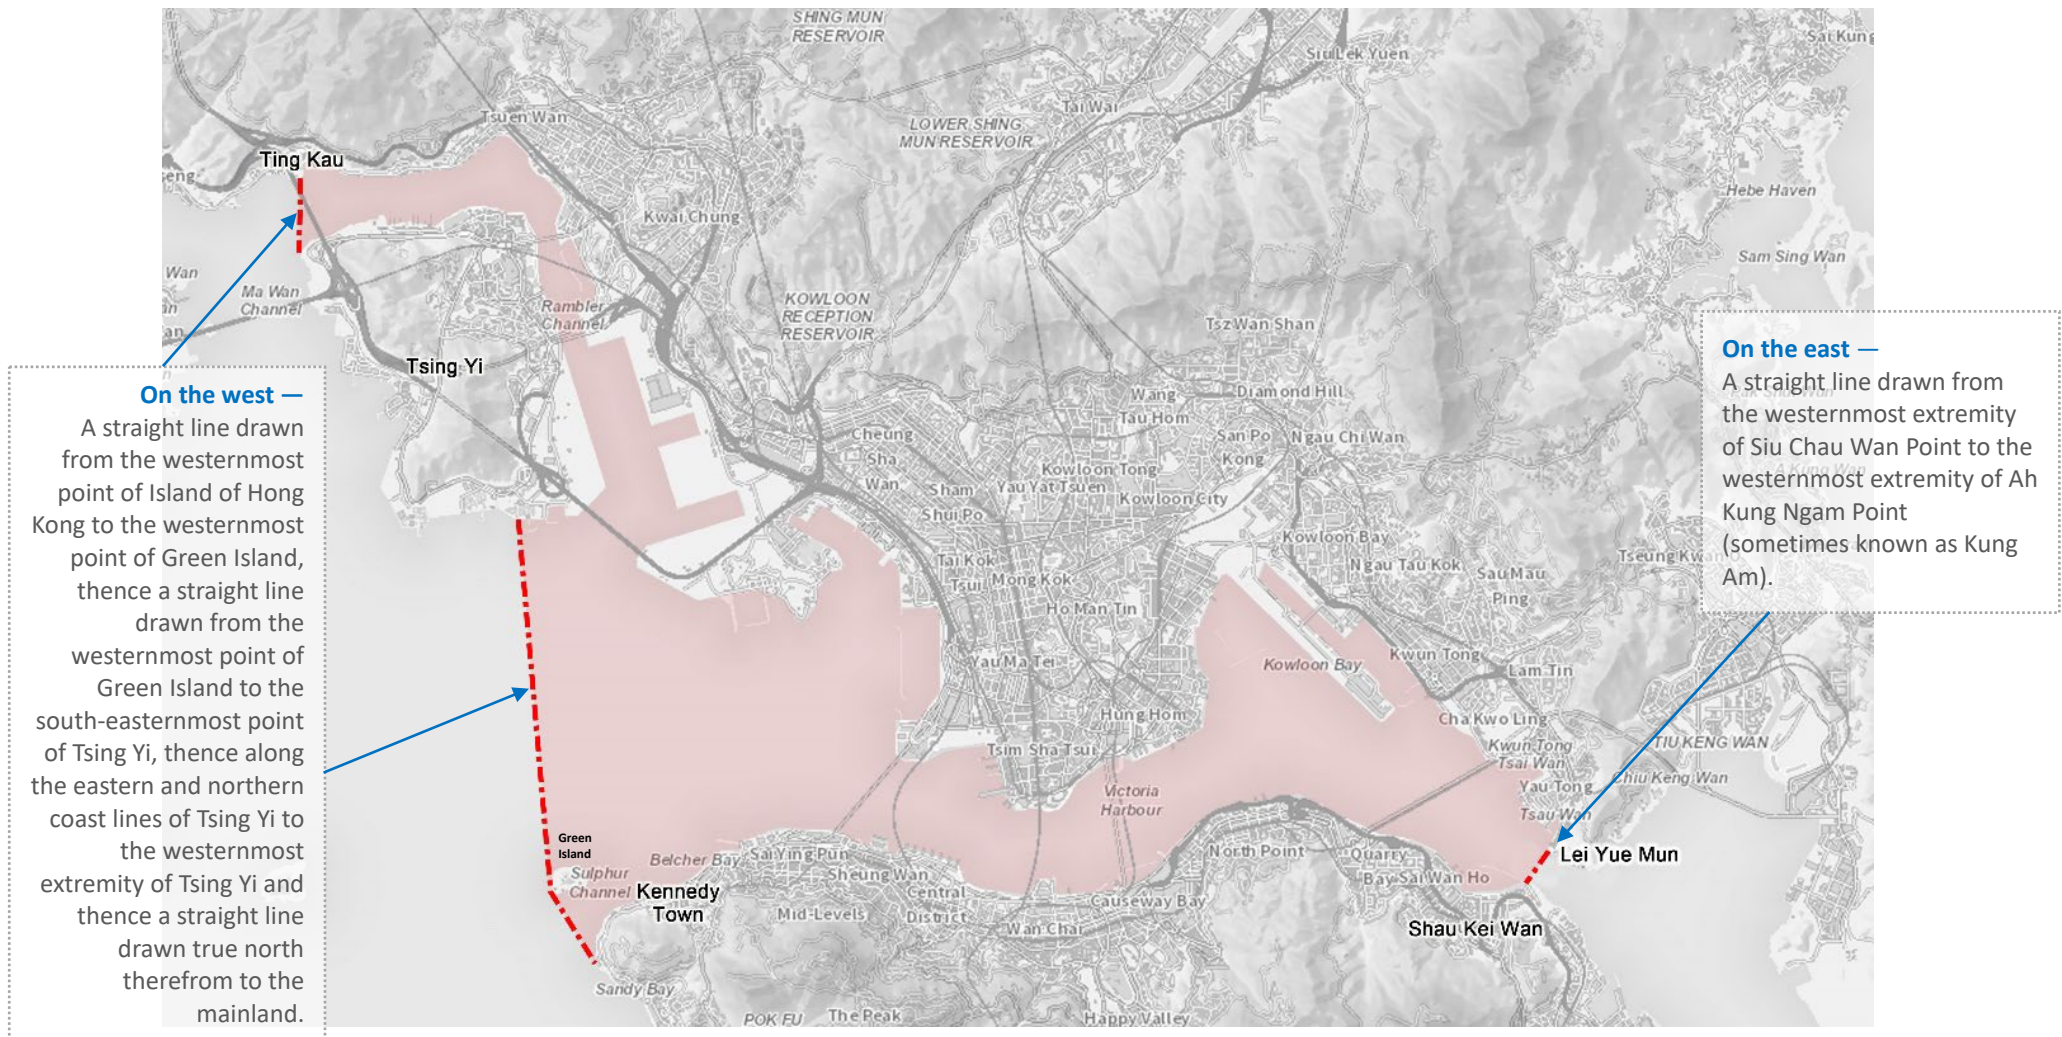 SHING MUN
RESERVOIR
Sai Kung
Siu Lek Yuen
Tai Wai
Tsuen Wan
LOWER SHING
MUN RESERVOIR
Ting Kau
seng
Hebe Haven
Kwai Chung
Sam Sing Wan
Wan
Ma Wan
Channel
KOWLOON
RECEPTION
RESERVOIR
Rambler
Channel
Tsz Wan Shan
Tsing Yi
On the west —
A straight line drawn
from the westernmost
point of Island of Hong
Kong to the westernmost
point of Green Island,
thence a straight line
drawn from the
westernmost point of
Green Island to the
south-easternmost point
of Tsing Yi, thence along
the eastern and northern
coast lines of Tsing Yi to
the westernmost
extremity of Tsing Yi and
thence a straight line
drawn true north
therefrom to the
mainland.
On the east —
A straight line drawn from
the westernmost extremity
of Siu Chau Wan Point to the
westernmost extremity of Ah
Kung Ngam Point
(sometimes known as Kung
Am).
Wang
Tau Hom
Diamond Hill
Cheung
Sha
Wan
San Po
Kong
Ngau Chi Wan
Kowloon Tong
Yau Yat Tsuen
Sham
Shui Po
Kowloon City
Kowloon Bay
Tseung Kwan
Tai Kok
Tsui
Mong Kok
Ngau Tau Kok
Sau Mau
Ping
Ho Man Tin
Yau Ma Tei
Kowloon Bay
Kwun Tong
Lam Tin
Hung Hom
Cha Kwo Ling
Tsim Sha Tsui
Kwun Tong
Tsai Wan
TIU KENG WAN
Chiu Keng Wan
Victoria
Harbour
Yau Tong
Tsau Wan
Green
Island
Lei Yue Mun
Belcher Bay
Sai Ying Pun
North Point
Quarry
Bay
Sai Wan Ho
Sulphur
Channel
Kennedy
Town
Sheung Wan
Central
District
Causeway Bay
Mid-Levels
Wan Chai
Shau Kei Wan
Sandy Bay
POK FU
The Peak
Happy Valley